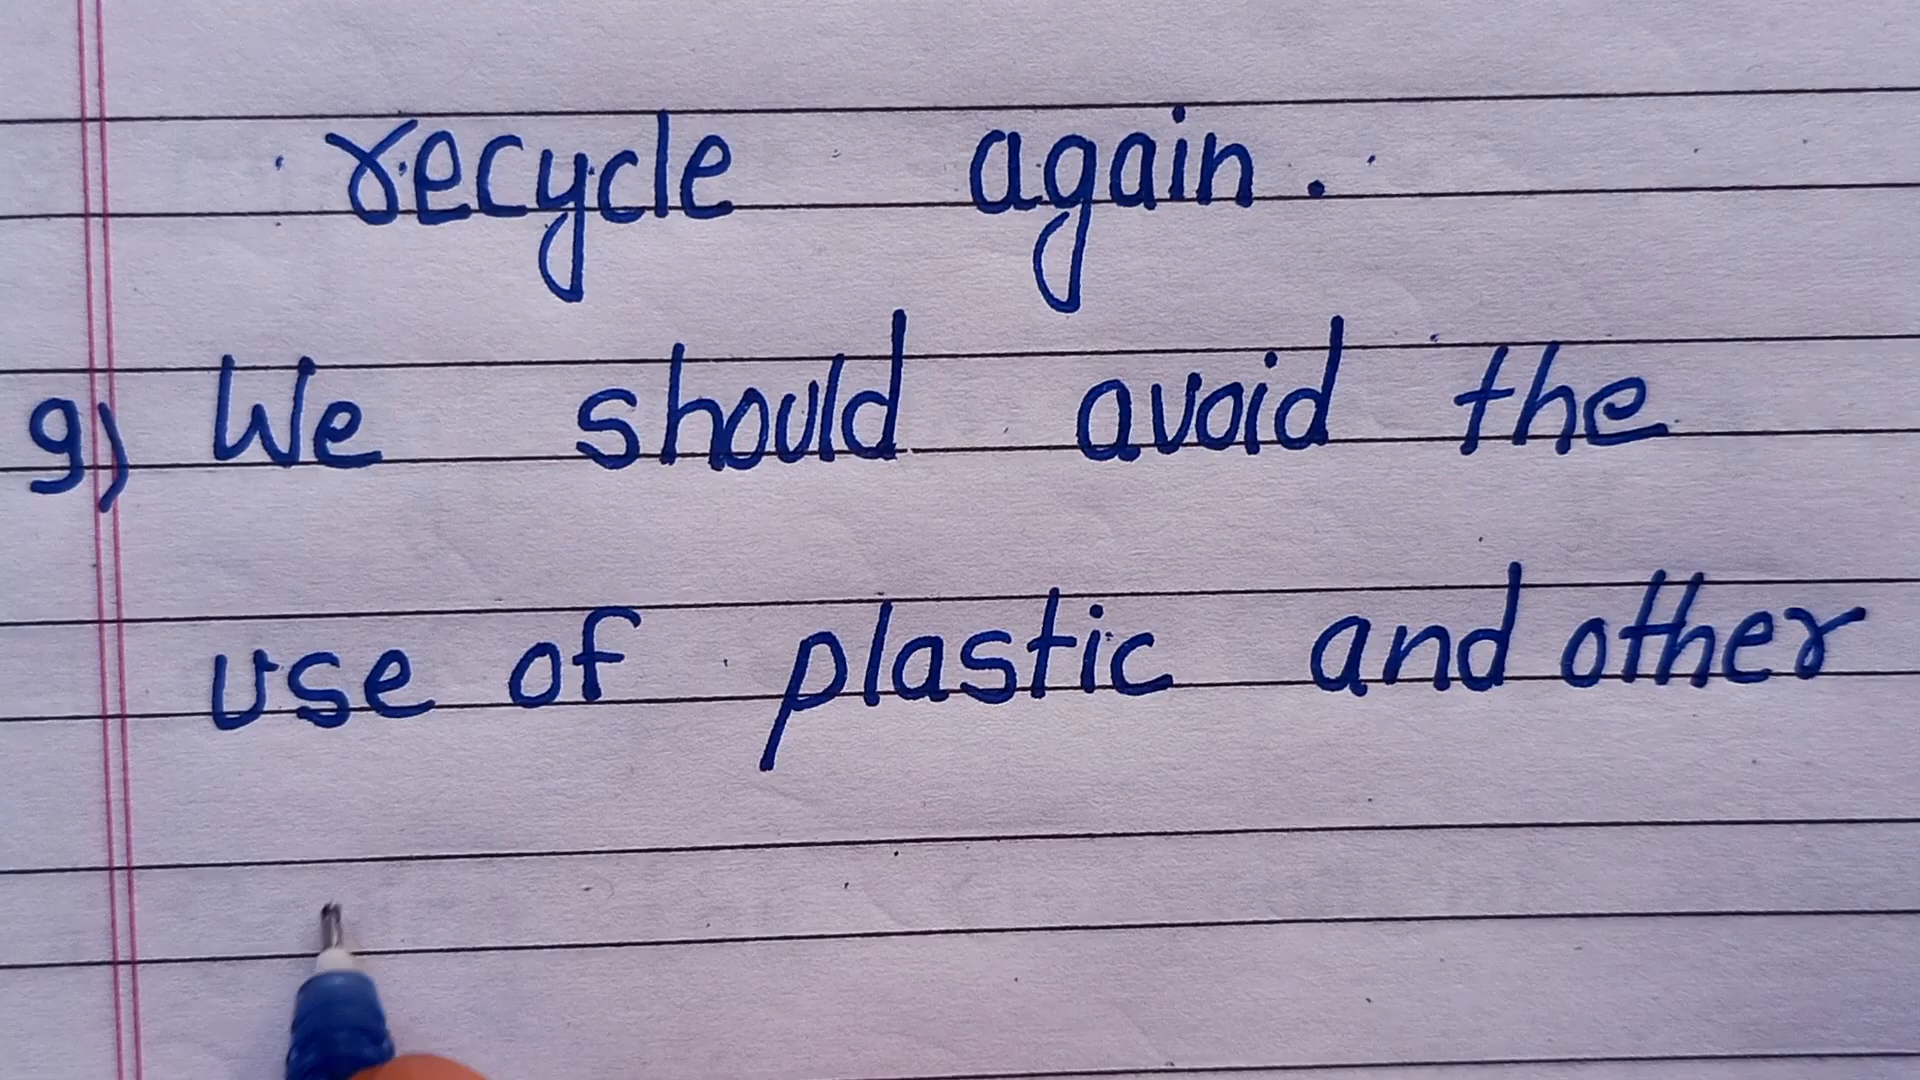 recycle again.
9) We should avoid the
use of plastic and other